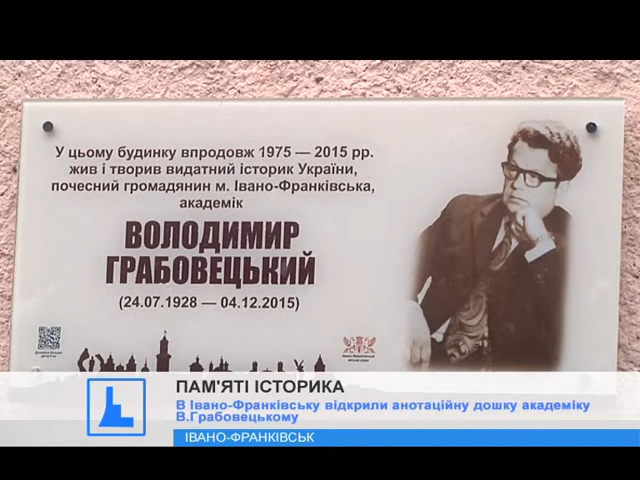 У цьому будинку впродовж 1975 — 2015 рр.
жив і творив видатний історик України,
почесний громадянин м. Івано-Франківська,
академік
ВОЛОДИМИР
ГРАБОВЕЦЬКИЙ
(24.07.1928 — 04.12.2015)
ПАМ'ЯТІ ІСТОРИКА
В Івано-Франківську відкрили анотаційну дошку академіку
В.Грабовецькому
ІВАНО-ФРАНКІВСЬК